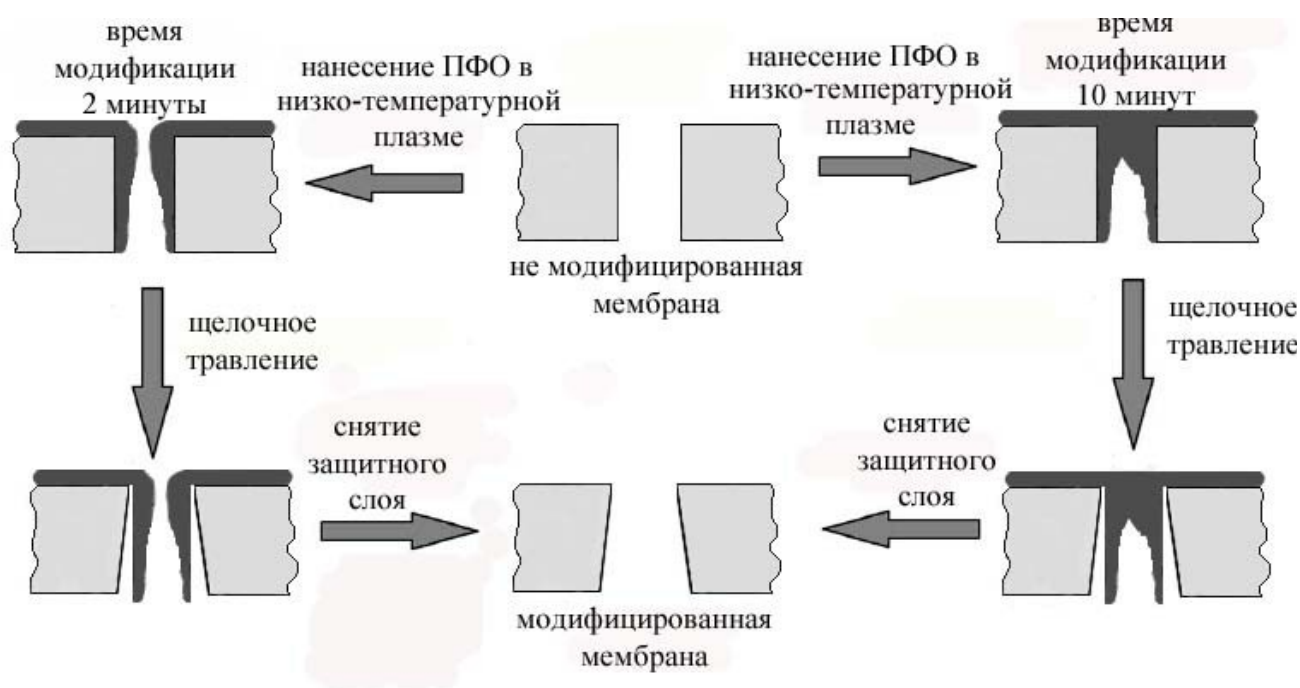 время
модификации
2 минуты
нанесение ПФО в
низко-температурной
плазме
нанесение ПФО в
низко-температурной
плазме
время
модификации
10 минут
не модифицированная
мембрана
щелочное
травление
щелочное
травление
снятие
защитного
слоя
снятие
защитного
слоя
модифицированная
мембрана